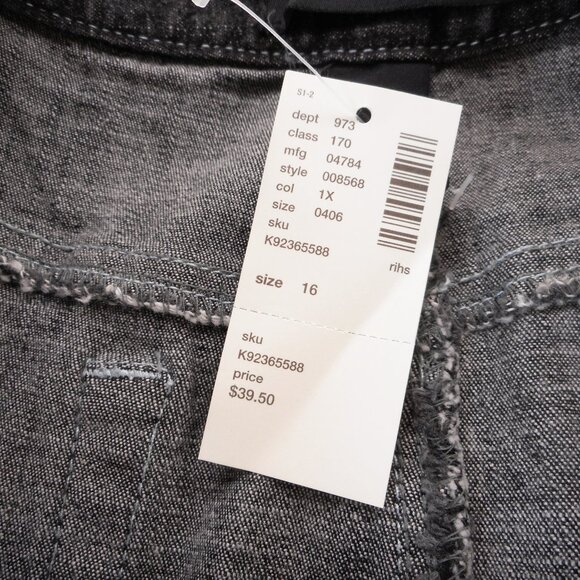 S1-2
dept 973
class 170
mfg 04784
style 008568
col 1X
size 0406
sku
K92365588
rihs
size 16
sku
K92365588
price
$39.50